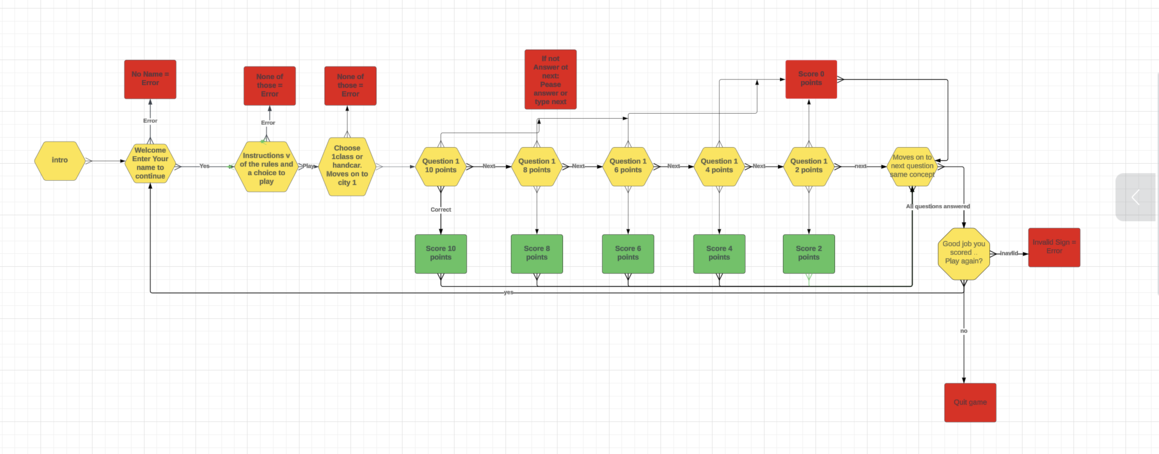 If not
Answer of
next:
Please
answer or
type next
No Name =
Error
None of
those =
Error
None of
those =
Error
Score 0
points
Error
Error
intro
Welcome
Enter Your
name to
continue
Yes
Instructions v
of the rules and
a choice to
play
Play
Choose
1class or
handcar.
Moves on to
city 1
Question 1
10 points
Next
Question 1
8 points
Next
Question 1
6 points
Next
Question 1
4 points
Next
Question 1
2 points
next
Moves on to
next question
same concept
Correct
All questions answered
Score 10
points
Score 8
points
Score 6
points
Score 4
points
Score 2
points
Good job you
scored ..
Play again?
Invalid
Invalid Sign =
Error
yes
no
Quit game